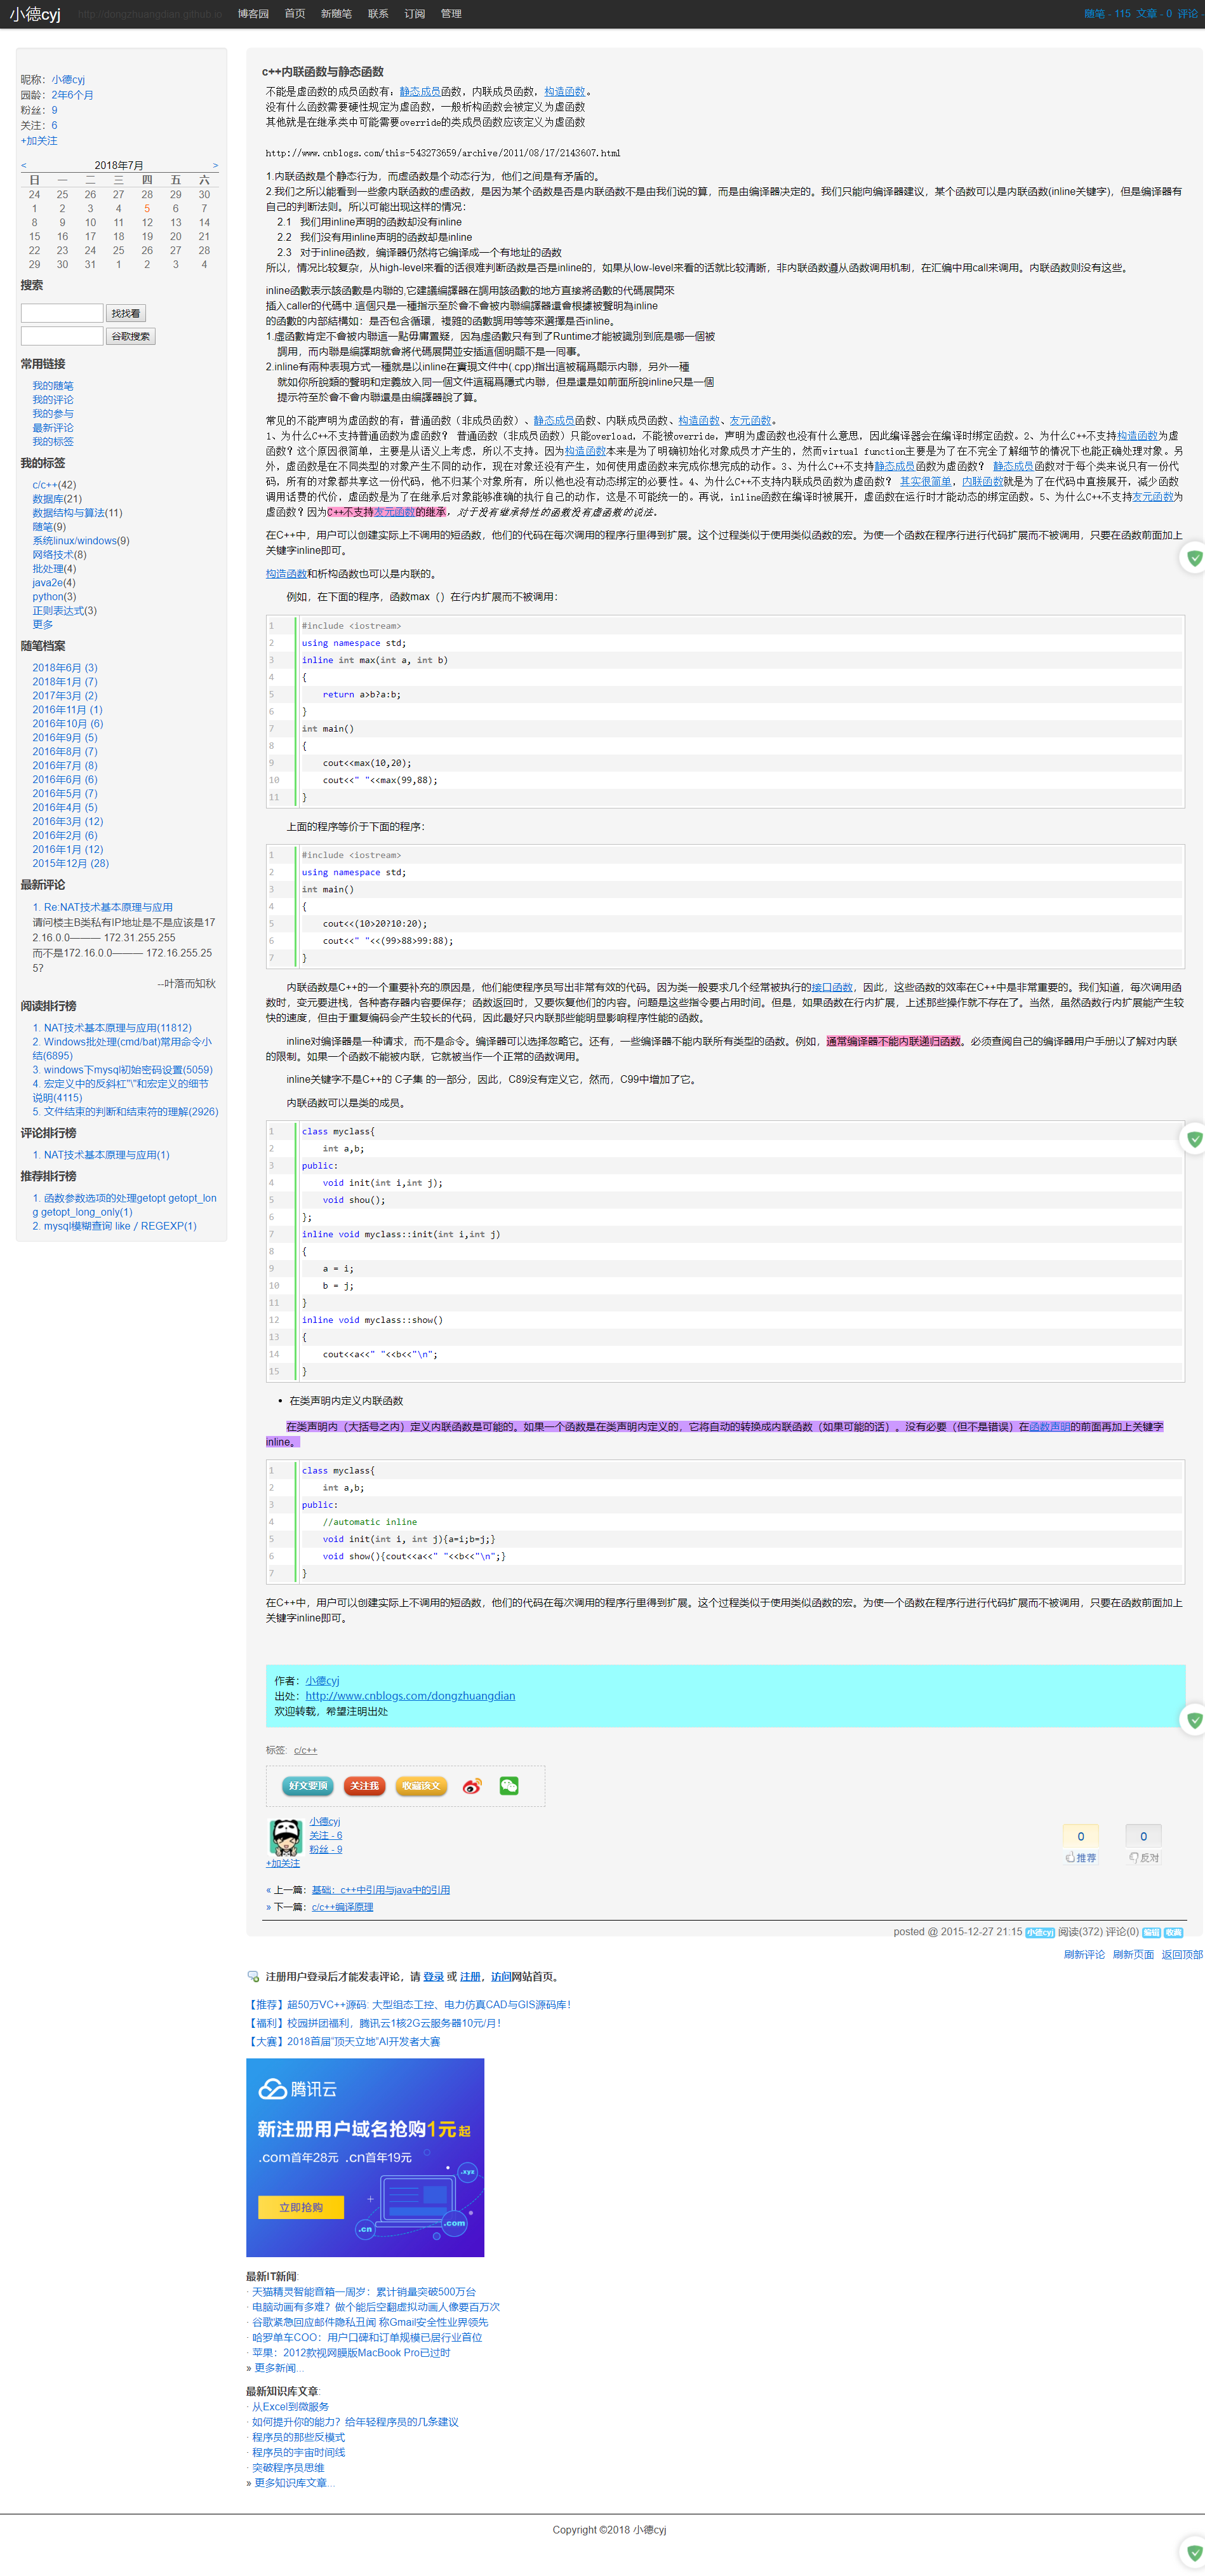 小德cyj http://dongzhuangdian.github.io 博客园 首页 新随笔 联系 订阅 管理 随笔 - 115 文章 - 0 评论 -
昵称：小德cyj
园龄：2年6个月
粉丝：9
关注：6
+加关注
< 2018年7月 >
日 一 二 三 四 五 六
24 25 26 27 28 29 30
1 2 3 4 5 6 7
8 9 10 11 12 13 14
15 16 17 18 19 20 21
22 23 24 25 26 27 28
29 30 31 1 2 3 4
搜索
找找看
谷歌搜索
常用链接
我的随笔
我的评论
我的参与
最新评论
我的标签
我的标签
c/c++(42)
数据库(21)
数据结构与算法(11)
随笔(9)
系统linux/windows(9)
网络技术(8)
批处理(4)
java2e(4)
python(3)
正则表达式(3)
更多
随笔档案
2018年6月 (3)
2018年1月 (7)
2017年3月 (2)
2016年11月 (1)
2016年10月 (6)
2016年9月 (5)
2016年8月 (7)
2016年7月 (8)
2016年6月 (6)
2016年5月 (7)
2016年4月 (5)
2016年3月 (12)
2016年2月 (6)
2016年1月 (12)
2015年12月 (28)
最新评论
1. Re:NAT技术基本原理与应用
请问楼主B类私有IP地址是不是应该是17
2.16.0.0——— 172.31.255.255
而不是172.16.0.0——— 172.16.255.25
5?
--叶落而知秋
阅读排行榜
1. NAT技术基本原理与应用(11812)
2. Windows批处理(cmd/bat)常用命令小
结(6895)
3. windows下mysql初始密码设置(5059)
4. 宏定义中的反斜杠"\"和宏定义的细节
说明(4115)
5. 文件结束的判断和结束符的理解(2926)
评论排行榜
1. NAT技术基本原理与应用(1)
推荐排行榜
1. 函数参数选项的处理getopt getopt_lon
g getopt_long_only(1)
2. mysql模糊查询 like / REGEXP(1)
c++内联函数与静态函数
不能是虚函数的成员函数有：静态成员函数，内联成员函数，构造函数。
没有什么函数需要硬性规定为虚函数，一般析构函数会被定义为虚函数
其他就是在继承类中可能需要override的类成员函数应该定义为虚函数
http://www.cnblogs.com/this-543273659/archive/2011/08/17/2143607.html
1.内联函数是个静态行为，而虚函数是个动态行为，他们之间是有矛盾的。
2.我们之所以能看到一些象内联函数的虚函数，是因为某个函数是否是内联函数不是由我们说的算，而是由编译器决定的。我们只能向编译器建议，某个函数可以是内联函数(inline关键字)，但是编译器有
自己的判断法则。所以可能出现这样的情况：
2.1 我们用inline声明的函数却没有inline
2.2 我们没有用inline声明的函数却是inline
2.3 对于inline函数，编译器仍然将它编译成一个有地址的函数
所以，情况比较复杂，从high-level来看的话很难判断函数是否是inline的，如果从low-level来看的话就比较清晰，非内联函数遵从函数调用机制，在汇编中用call来调用。内联函数则没有这些。
inline函數表示該函數是内聯的,它建議編譯器在調用該函數的地方直接將函數的代碼展開來
插入caller的代碼中.這個只是一種指示至於會不會被内聯編譯器還會根據被聲明為inline
的函數的内部結構如：是否包含循環，複雜的函數調用等等來選擇是否inline。
1.虛函數肯定不會被内聯這一點毋庸置疑，因為虛函數只有到了Runtime才能被識別到底是哪一個被
調用，而内聯是編譯期就會將代碼展開並安插這個明顯不是一囘事。
2.inline有兩种表現方式一種就是以inline在實現文件中(.cpp)指出這被稱爲顯示内聯，另外一種
就如你所說類的聲明和定義放入同一個文件這稱爲隱式内聯，但是還是如前面所說inline只是一個
提示符至於會不會内聯還是由編譯器說了算。
常见的不能声明为虚函数的有：普通函数（非成员函数）、静态成员函数、内联成员函数、构造函数、友元函数。
1、为什么C++不支持普通函数为虚函数？ 普通函数（非成员函数）只能overload，不能被override，声明为虚函数也没有什么意思，因此编译器会在编译时绑定函数。2、为什么C++不支持构造函数为虚
函数？这个原因很简单，主要是从语义上考虑，所以不支持。因为构造函数本来是为了明确初始化对象成员才产生的，然而virtual function主要是为了在不完全了解细节的情况下也能正确处理对象。另
外，虚函数是在不同类型的对象产生不同的动作，现在对象还没有产生，如何使用虚函数来完成你想完成的动作。3、为什么C++不支持静态成员函数为虚函数？ 静态成员函数对于每个类来说只有一份代
码，所有的对象都共享这一份代码，他不归某个对象所有，所以他也没有动态绑定的必要性。4、为什么C++不支持内联成员函数为虚函数？ 其实很简单，内联函数就是为了在代码中直接展开，减少函数
调用话费的代价，虚函数是为了在继承后对象能够准确的执行自己的动作，这是不可能统一的。再说，inline函数在编译时被展开，虚函数在运行时才能动态的绑定函数。5、为什么C++不支持友元函数为
虚函数？因为C++不支持友元函数的继承，对于没有继承特性的函数没有虚函数的说法。
在C++中，用户可以创建实际上不调用的短函数，他们的代码在每次调用的程序行里得到扩展。这个过程类似于使用类似函数的宏。为使一个函数在程序行进行代码扩展而不被调用，只要在函数前面加上
关键字inline即可。
构造函数和析构函数也可以是内联的。
例如，在下面的程序，函数max（）在行内扩展而不被调用：
1 #include <iostream>
2 using namespace std;
3 inline int max(int a, int b)
4 {
5 return a>b?a:b;
6 }
7 int main()
8 {
9 cout<<max(10,20);
10 cout<<" "<<max(99,88);
11 }
上面的程序等价于下面的程序：
1 #include <iostream>
2 using namespace std;
3 int main()
4 {
5 cout<<(10>20?10:20);
6 cout<<" "<<(99>88>99:88);
7 }
内联函数是C++的一个重要补充的原因是，他们能使程序员写出非常有效的代码。因为类一般要求几个经常被执行的接口函数，因此，这些函数的效率在C++中是非常重要的。我们知道，每次调用函
数时，变元要进栈，各种寄存器内容要保存；函数返回时，又要恢复他们的内容。问题是这些指令要占用时间。但是，如果函数在行内扩展，上述那些操作就不存在了。当然，虽然函数行内扩展能产生较
快的速度，但由于重复编码会产生较长的代码，因此最好只内联那些能明显影响程序性能的函数。
inline对编译器是一种请求，而不是命令。编译器可以选择忽略它。还有，一些编译器不能内联所有类型的函数。例如，通常编译器不能内联递归函数。必须查阅自己的编译器用户手册以了解对内联
的限制。如果一个函数不能被内联，它就被当作一个正常的函数调用。
inline关键字不是C++的 C子集 的一部分，因此，C89没有定义它，然而，C99中增加了它。
内联函数可以是类的成员。
1 class myclass{
2 int a,b;
3 public:
4 void init(int i,int j);
5 void shou();
6 };
7 inline void myclass::init(int i,int j)
8 {
9 a = i;
10 b = j;
11 }
12 inline void myclass::show()
13 {
14 cout<<a<<" "<<b<<"\n";
15 }
• 在类声明内定义内联函数
在类声明内（大括号之内）定义内联函数是可能的。如果一个函数是在类声明内定义的，它将自动的转换成内联函数（如果可能的话）。没有必要（但不是错误）在函数声明的前面再加上关键字
inline。
1 class myclass{
2 int a,b;
3 public:
4 //automatic inline
5 void init(int i, int j){a=i;b=j;}
6 void show(){cout<<a<<" "<<b<<"\n";}
7 }
在C++中，用户可以创建实际上不调用的短函数，他们的代码在每次调用的程序行里得到扩展。这个过程类似于使用类似函数的宏。为使一个函数在程序行进行代码扩展而不被调用，只要在函数前面加上
关键字inline即可。
作者：小德cyj
出处：http://www.cnblogs.com/dongzhuangdian
欢迎转载，希望注明出处
标签: c/c++
好文要顶 关注我 收藏该文
小德cyj
关注 - 6
粉丝 - 9
+加关注
0 0
推荐 反对
« 上一篇：基础：c++中引用与java中的引用
» 下一篇：c/c++编译原理
posted @ 2015-12-27 21:15 小德cyj 阅读(372) 评论(0) 编辑 收藏
刷新评论 刷新页面 返回顶部
注册用户登录后才能发表评论，请 登录 或 注册，访问网站首页。
【推荐】超50万VC++源码: 大型组态工控、电力仿真CAD与GIS源码库！
【福利】校园拼团福利，腾讯云1核2G云服务器10元/月！
【大赛】2018首届“顶天立地”AI开发者大赛
腾讯云
新注册用户域名抢购1元起
.com首年28元 .cn首年19元
立即抢购
.xyz
.cn
.com
最新IT新闻:
· 天猫精灵智能音箱一周岁：累计销量突破500万台
· 电脑动画有多难？做个能后空翻虚拟动画人像要百万次
· 谷歌紧急回应邮件隐私丑闻 称Gmail安全性业界领先
· 哈罗单车COO：用户口碑和订单规模已居行业首位
· 苹果：2012款视网膜版MacBook Pro已过时
» 更多新闻...
最新知识库文章:
· 从Excel到微服务
· 如何提升你的能力？给年轻程序员的几条建议
· 程序员的那些反模式
· 程序员的宇宙时间线
· 突破程序员思维
» 更多知识库文章...
Copyright ©2018 小德cyj